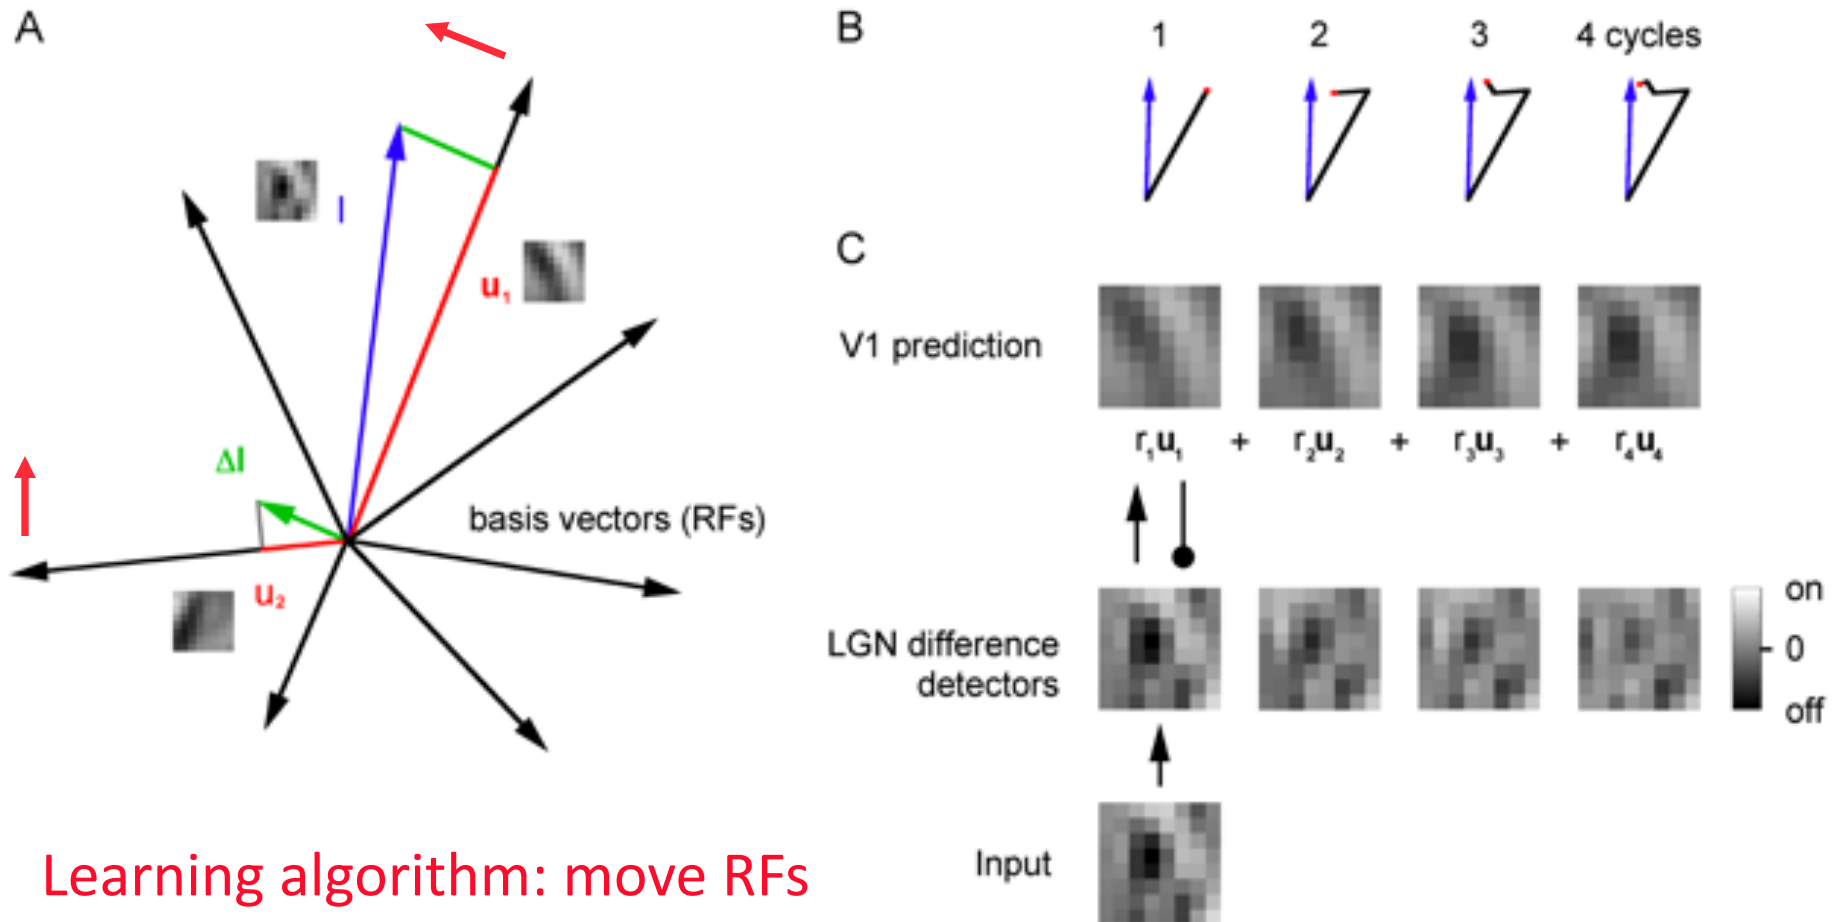 A
I
u₁
ΔI
basis vectors (RFs)
u₂
Learning algorithm: move RFs
B
1 2 3 4 cycles
C
V1 prediction
r₁u₁ + r₂u₂ + r₃u₃ + r₄u₄
LGN difference
detectors
on
0
off
Input